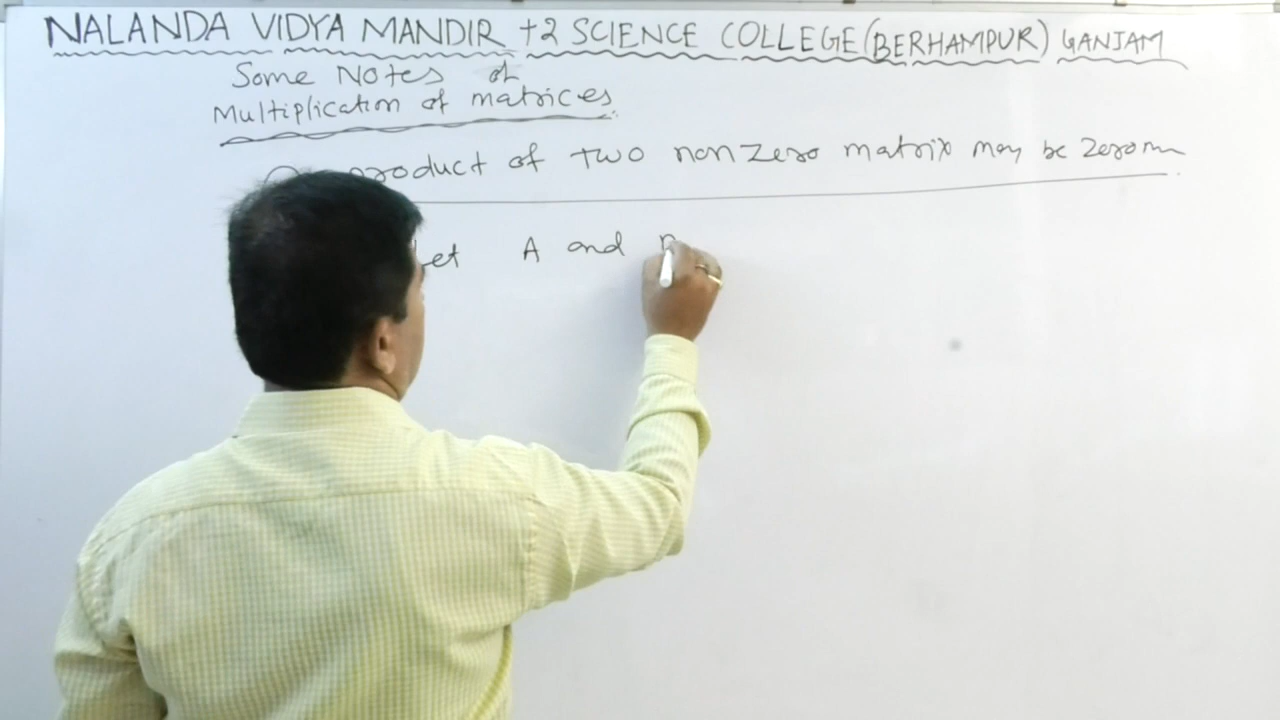 NALANDA VIDYA MANDIR +2 SCIENCE COLLEGE (BERHAMPUR) GANJAM
Some Notes of
Multiplication of matrices.
product of two nonzero matrix may be zero
Let A and